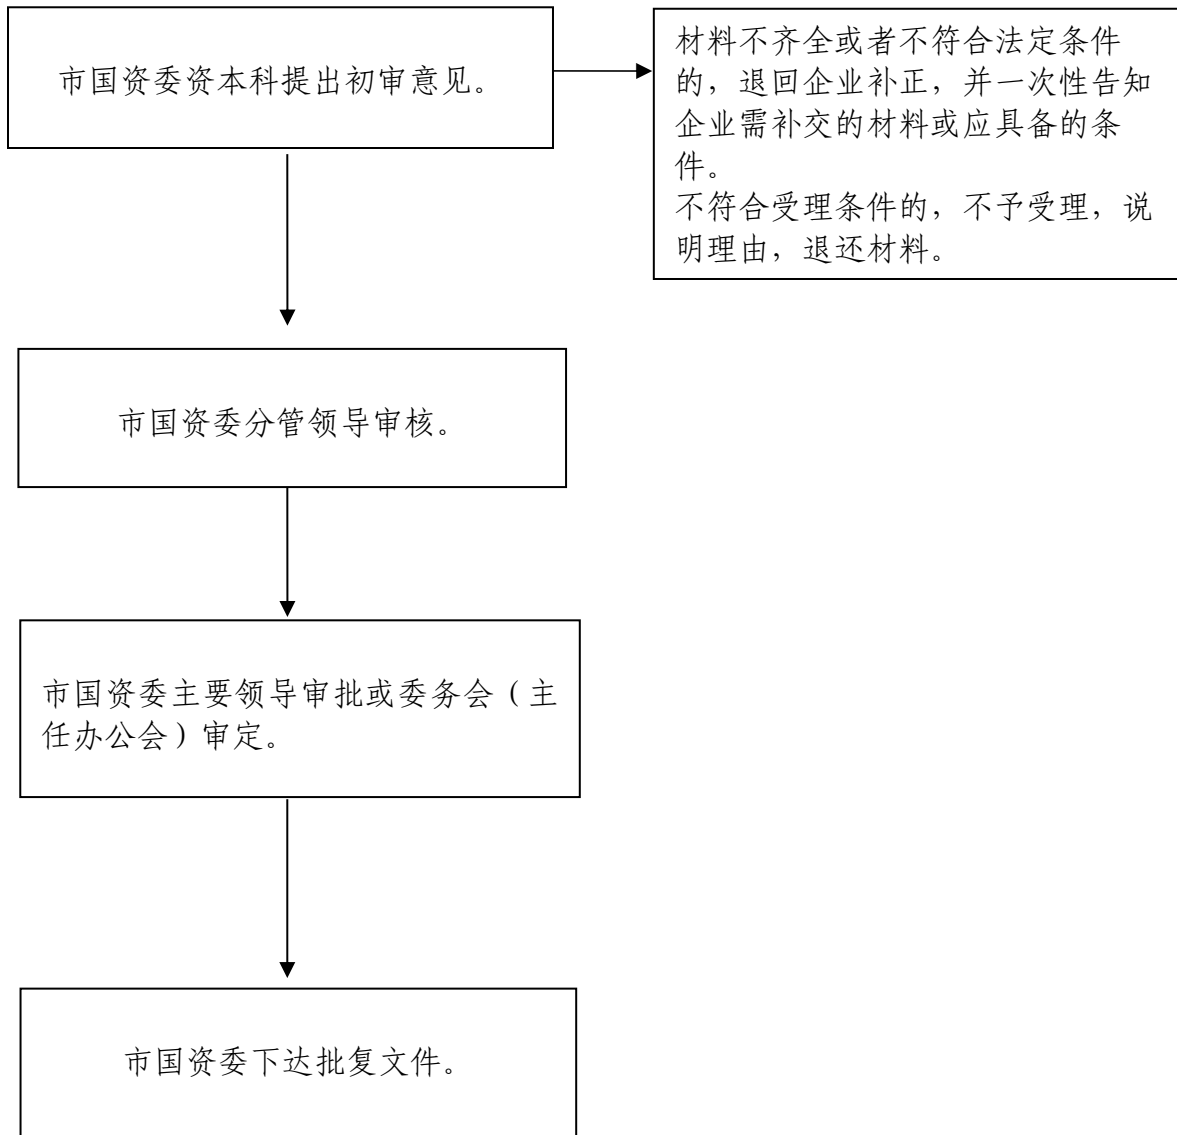 市国资委资本科提出初审意见。
材料不齐全或者不符合法定条件
的，退回企业补正，并一次性告知
企业需补交的材料或应具备的条
件。
不符合受理条件的，不予受理，说
明理由，退还材料。
市国资委分管领导审核。
市国资委主要领导审批或委务会（主
任办公会）审定。
市国资委下达批复文件。